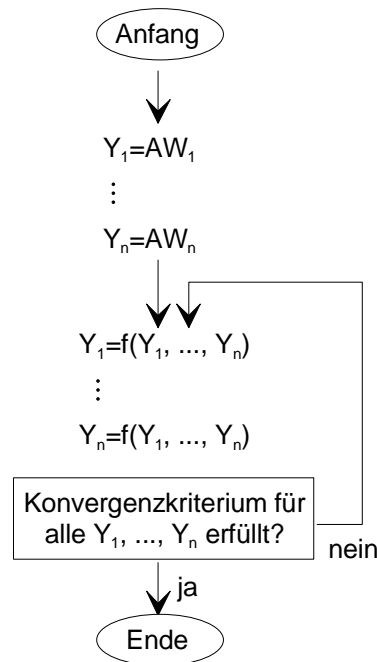 Anfang
Y₁=AW₁
⋮
Yₙ=AWₙ
Y₁=f(Y₁, ..., Yₙ)
⋮
Yₙ=f(Y₁, ..., Yₙ)
Konvergenzkriterium für
alle Y₁, ..., Yₙ erfüllt?
nein
ja
Ende